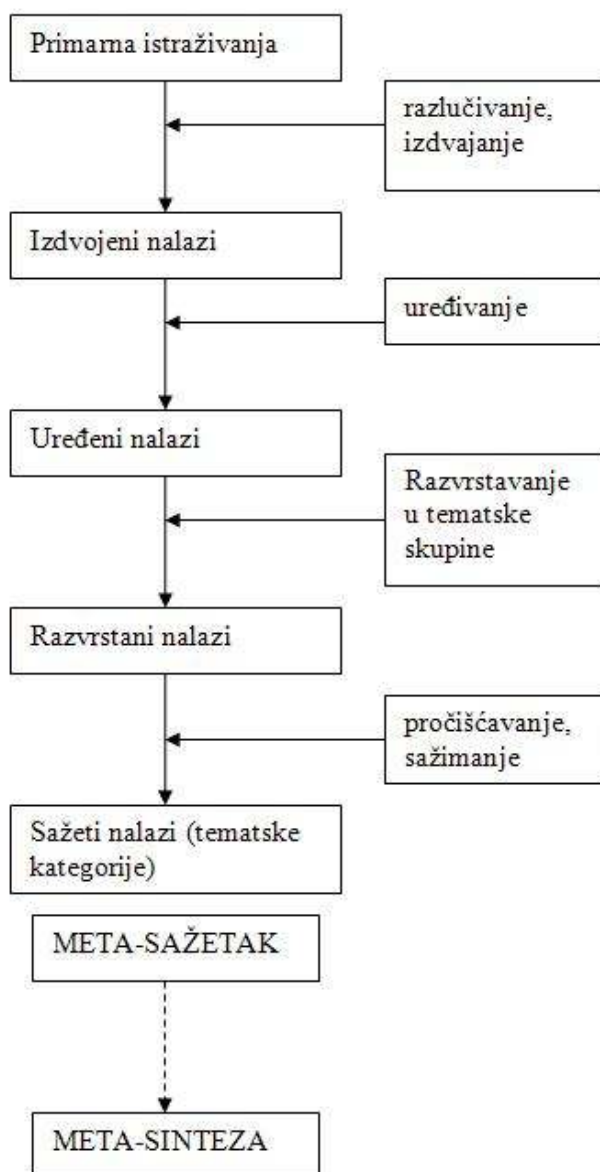 Primarna istraživanja
razlučivanje,
izdvajanje
Izdvojeni nalazi
uređivanje
Uređeni nalazi
Razvrstavanje
u tematske
skupine
Razvrstani nalazi
pročišćavanje,
sažimanje
Sažeti nalazi (tematske
kategorije)
META-SAŽETAK
META-SINTEZA